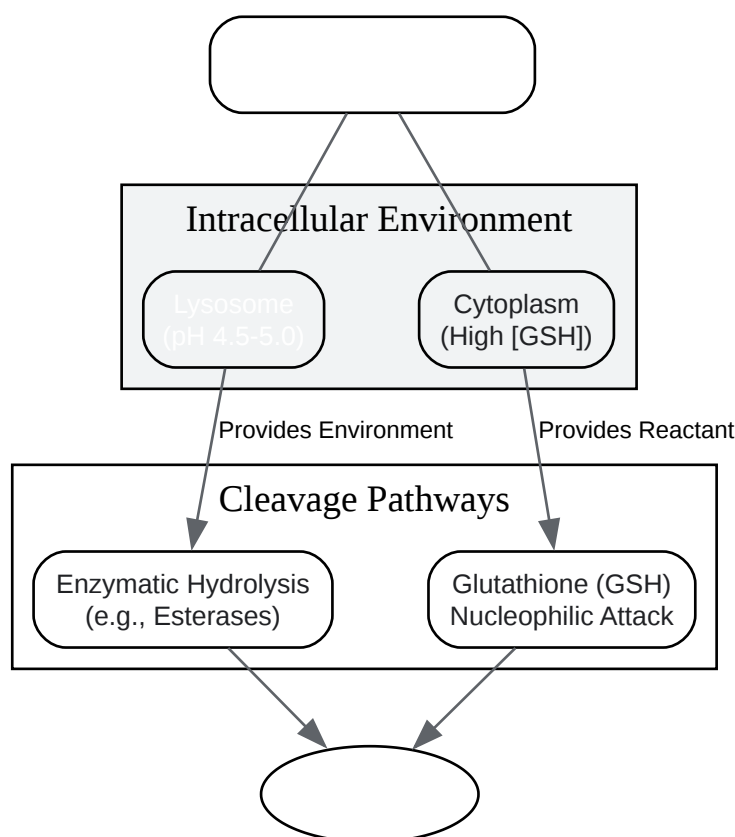 Intracellular Environment
Lysosome
(pH 4.5-5.0)
Cytoplasm
(High [GSH])
Provides Environment
Provides Reactant
Cleavage Pathways
Enzymatic Hydrolysis
(e.g., Esterases)
Glutathione (GSH)
Nucleophilic Attack